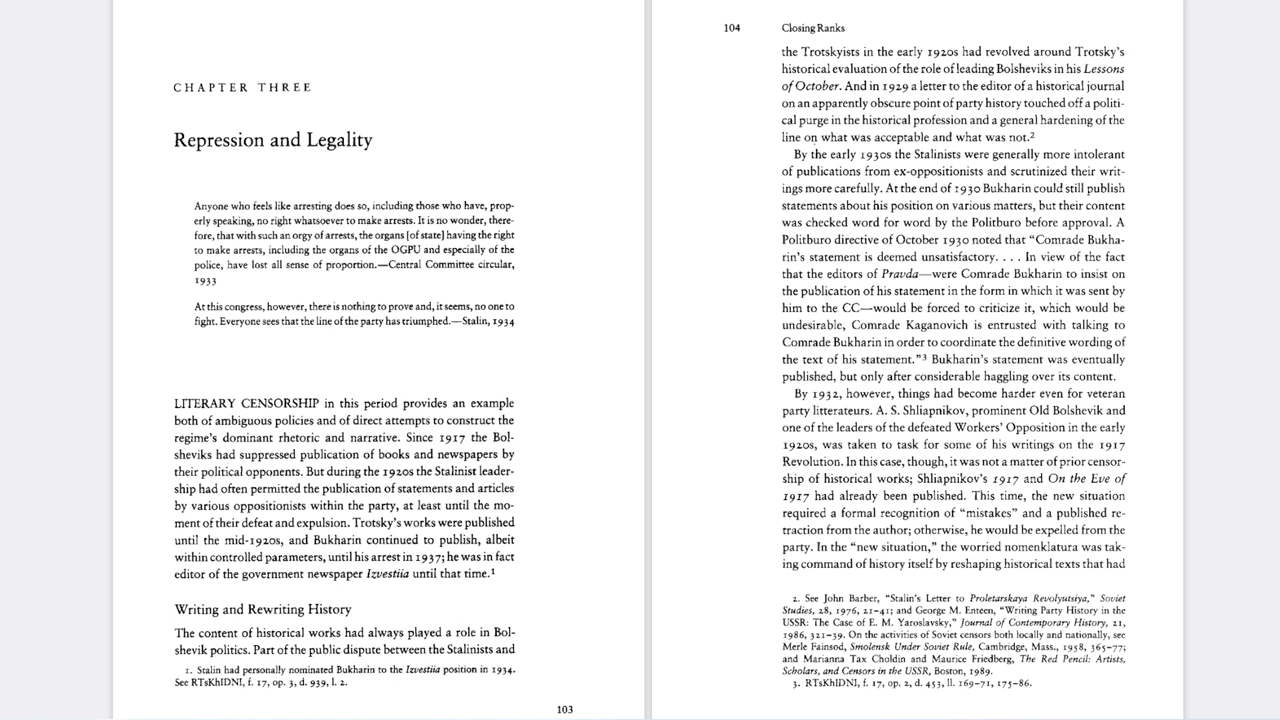 CHAPTER THREE
Repression and Legality
Anyone who feels like arresting does so, including those who have, prop-
erly speaking, no right whatsoever to make arrests. It is no wonder, there-
fore, that with such an orgy of arrests, the organs [of state] having the right
to make arrests, including the organs of the OGPU and especially of the
police, have lost all sense of proportion.—Central Committee circular,
1933
At this congress, however, there is nothing to prove and, it seems, no one to
fight. Everyone sees that the line of the party has triumphed.—Stalin, 1934
LITERARY CENSORSHIP in this period provides an example
both of ambiguous policies and of direct attempts to construct the
regime's dominant rhetoric and narrative. Since 1917 the Bol-
sheviks had suppressed publication of books and newspapers by
their political opponents. But during the 1920s the Stalinist leader-
ship had often permitted the publication of statements and articles
by various oppositionists within the party, at least until the mo-
ment of their defeat and expulsion. Trotsky's works were published
until the mid-1920s, and Bukharin continued to publish, albeit
within controlled parameters, until his arrest in 1937; he was in fact
editor of the government newspaper Izvestiia until that time.¹
Writing and Rewriting History
The content of historical works had always played a role in Bol-
shevik politics. Part of the public dispute between the Stalinists and
1. Stalin had personally nominated Bukharin to the Izvestiia position in 1934.
See RTsKhIDNI, f. 17, op. 3, d. 939, l. 2.
103
104 Closing Ranks
the Trotskyists in the early 1920s had revolved around Trotsky's
historical evaluation of the role of leading Bolsheviks in his Lessons
of October. And in 1929 a letter to the editor of a historical journal
on an apparently obscure point of party history touched off a politi-
cal purge in the historical profession and a general hardening of the
line on what was acceptable and what was not.²
By the early 1930s the Stalinists were generally more intolerant
of publications from ex-oppositionists and scrutinized their writ-
ings more carefully. At the end of 1930 Bukharin could still publish
statements about his position on various matters, but their content
was checked word for word by the Politburo before approval. A
Politburo directive of October 1930 noted that "Comrade Bukha-
rin's statement is deemed unsatisfactory. . . . In view of the fact
that the editors of Pravda—were Comrade Bukharin to insist on
the publication of his statement in the form in which it was sent by
him to the CC—would be forced to criticize it, which would be
undesirable, Comrade Kaganovich is entrusted with talking to
Comrade Bukharin in order to coordinate the definitive wording of
the text of his statement."³ Bukharin's statement was eventually
published, but only after considerable haggling over its content.
By 1932, however, things had become harder even for veteran
party litterateurs. A. S. Shliapnikov, prominent Old Bolshevik and
one of the leaders of the defeated Workers' Opposition in the early
1920s, was taken to task for some of his writings on the 1917
Revolution. In this case, though, it was not a matter of prior censor-
ship of historical works; Shliapnikov's 1917 and On the Eve of
1917 had already been published. This time, the new situation
required a formal recognition of "mistakes" and a published re-
traction from the author; otherwise, he would be expelled from the
party. In the "new situation," the worried nomenklatura was tak-
ing command of history itself by reshaping historical texts that had
2. See John Barber, "Stalin's Letter to Proletarskaya Revolyutsiya," Soviet
Studies, 28, 1976, 21–41; and George M. Enteen, "Writing Party History in the
USSR: The Case of E. M. Yaroslavsky," Journal of Contemporary History, 21,
1986, 321–39. On the activities of Soviet censors both locally and nationally, see
Merle Fainsod, Smolensk Under Soviet Rule, Cambridge, Mass., 1958, 365–77;
and Marianna Tax Choldin and Maurice Friedberg, The Red Pencil: Artists,
Scholars, and Censors in the USSR, Boston, 1989.
3. RTsKhIDNI, f. 17, op. 2, d. 453, ll. 169–71, 175–86.